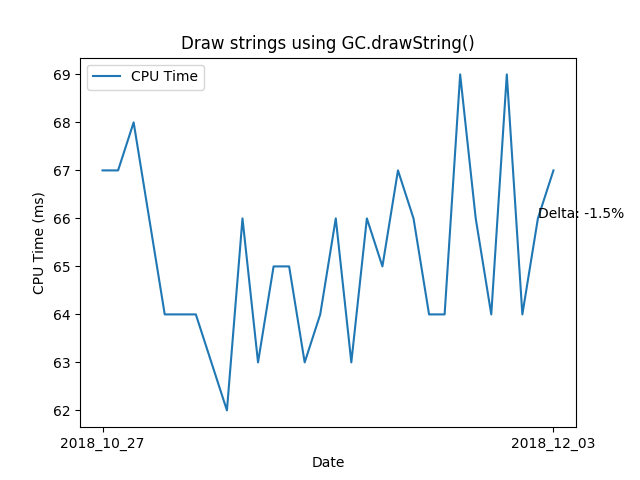 Draw strings using GC.drawString()
CPU Time
69
68
67
66
65
64
63
62
CPU Time (ms)
Delta: -1.5%
2018_10_27
2018_12_03
Date